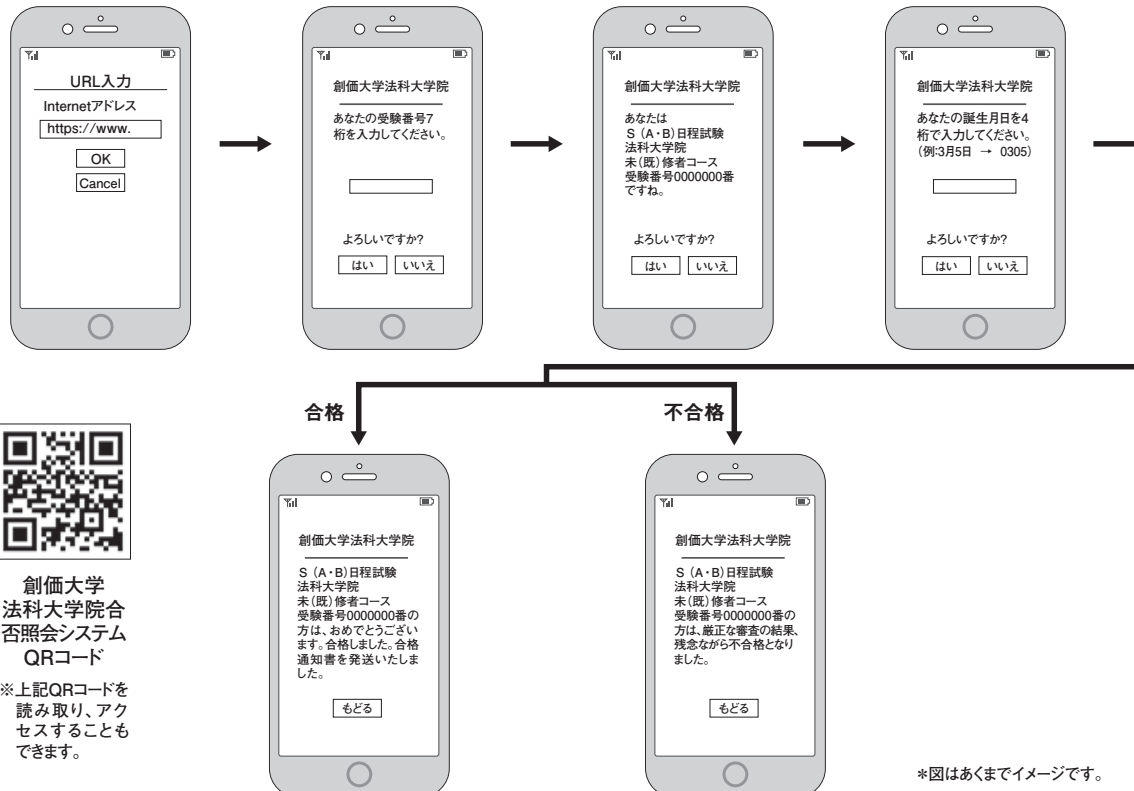 URL入力
Internetアドレス
https://www.
OK
Cancel
創価大学法科大学院
あなたの受験番号7
桁を入力してください。
よろしいですか?
はい いいえ
創価大学法科大学院
あなたは
S (A・B)日程試験
法科大学院
未(既)修者コース
受験番号0000000番
ですね。
よろしいですか?
はい いいえ
創価大学法科大学院
あなたの誕生月日を4
桁で入力してください。
(例:3月5日 → 0305)
よろしいですか?
はい いいえ
合格
不合格
創価大学法科大学院
S (A・B)日程試験
法科大学院
未(既)修者コース
受験番号0000000番の
方は、おめでとうござい
ます。合格しました。合格
通知書を発送いたしま
した。
もどる
創価大学法科大学院
S (A・B)日程試験
法科大学院
未(既)修者コース
受験番号0000000番の
方は、厳正な審査の結果、
残念ながら不合格となり
ました。
もどる
創価大学
法科大学院合
否照会システム
QRコード
※上記QRコードを
読み取り、アク
セスすることも
できます。
*図はあくまでイメージです。